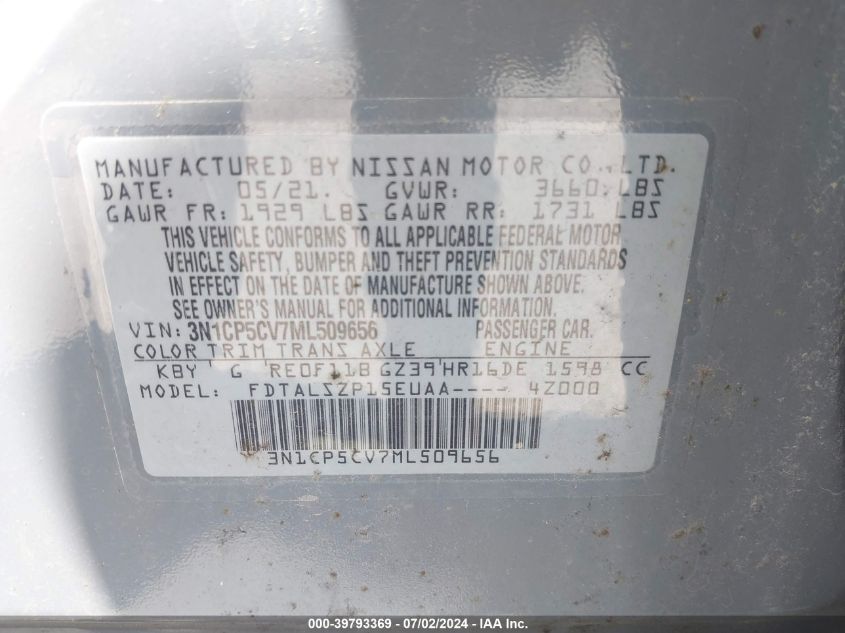 MANUFACTURED BY NISSAN MOTOR CO., LTD.
DATE: 05/21. GVWR: 3660 LBS
GAWR FR: 1929 LBS GAWR RR: 1731 LBS
THIS VEHICLE CONFORMS TO ALL APPLICABLE FEDERAL MOTOR
VEHICLE SAFETY, BUMPER AND THEFT PREVENTION STANDARDS
IN EFFECT ON THE DATE OF MANUFACTURE SHOWN ABOVE.
SEE OWNER'S MANUAL FOR ADDITIONAL INFORMATION.
VIN: 3N1CP5CV7ML509656 PASSENGER CAR.
COLOR TRIM TRANS AXLE ENGINE
KBY G RE0F11B GZ39 HR16DE 1598 CC
MODEL: FDTALSZP15EUAA---- 4Z000
3N1CP5CV7ML509656
000-39793369 - 07/02/2024 - IAA Inc.